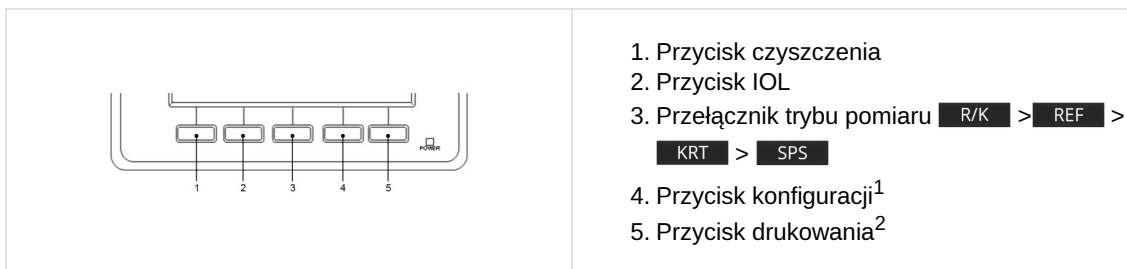 POWER
1 2 3 4 5
1. Przycisk czyszczenia
2. Przycisk IOL
3. Przełącznik trybu pomiaru R/K > REF >
KRT > SPS
4. Przycisk konfiguracji1
5. Przycisk drukowania2